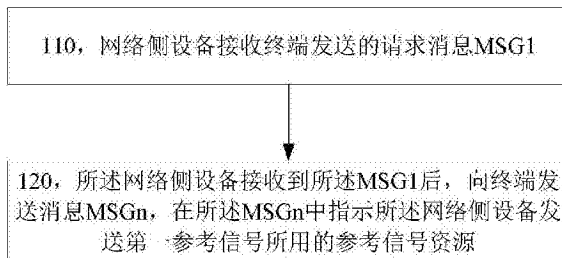 110，网络侧设备接收终端发送的请求消息MSG1
120，所述网络侧设备接收到所述MSG1后，向终端发
送消息MSGn，在所述MSGn中指示所述网络侧设备发
送第一参考信号所用的参考信号资源